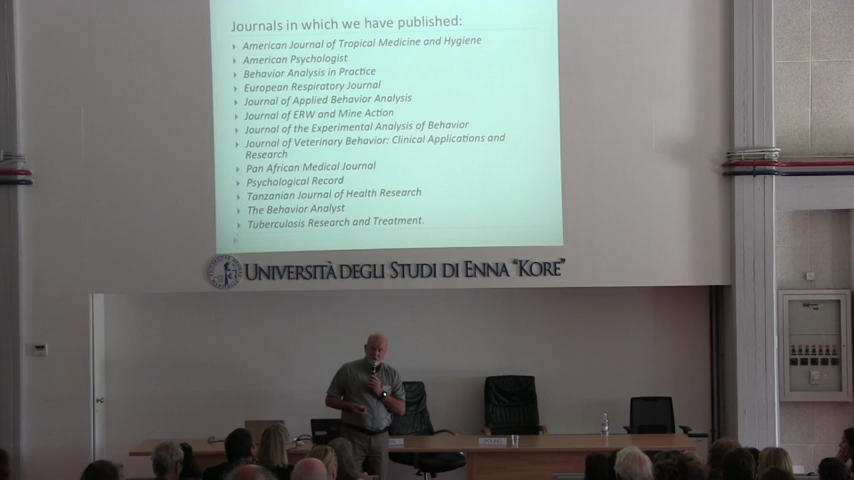 Journals in which we have published:
American Journal of Tropical Medicine and Hygiene
American Psychologist
Behavior Analysis in Practice
European Respiratory Journal
Journal of Applied Behavior Analysis
Journal of ERW and Mine Action
Journal of the Experimental Analysis of Behavior
Journal of Veterinary Behavior: Clinical Applications and
Research
Pan African Medical Journal
Psychological Record
Tanzanian Journal of Health Research
The Behavior Analyst
Tuberculosis Research and Treatment.
UNIVERSITÀ DEGLI STUDI DI ENNA "KORE"